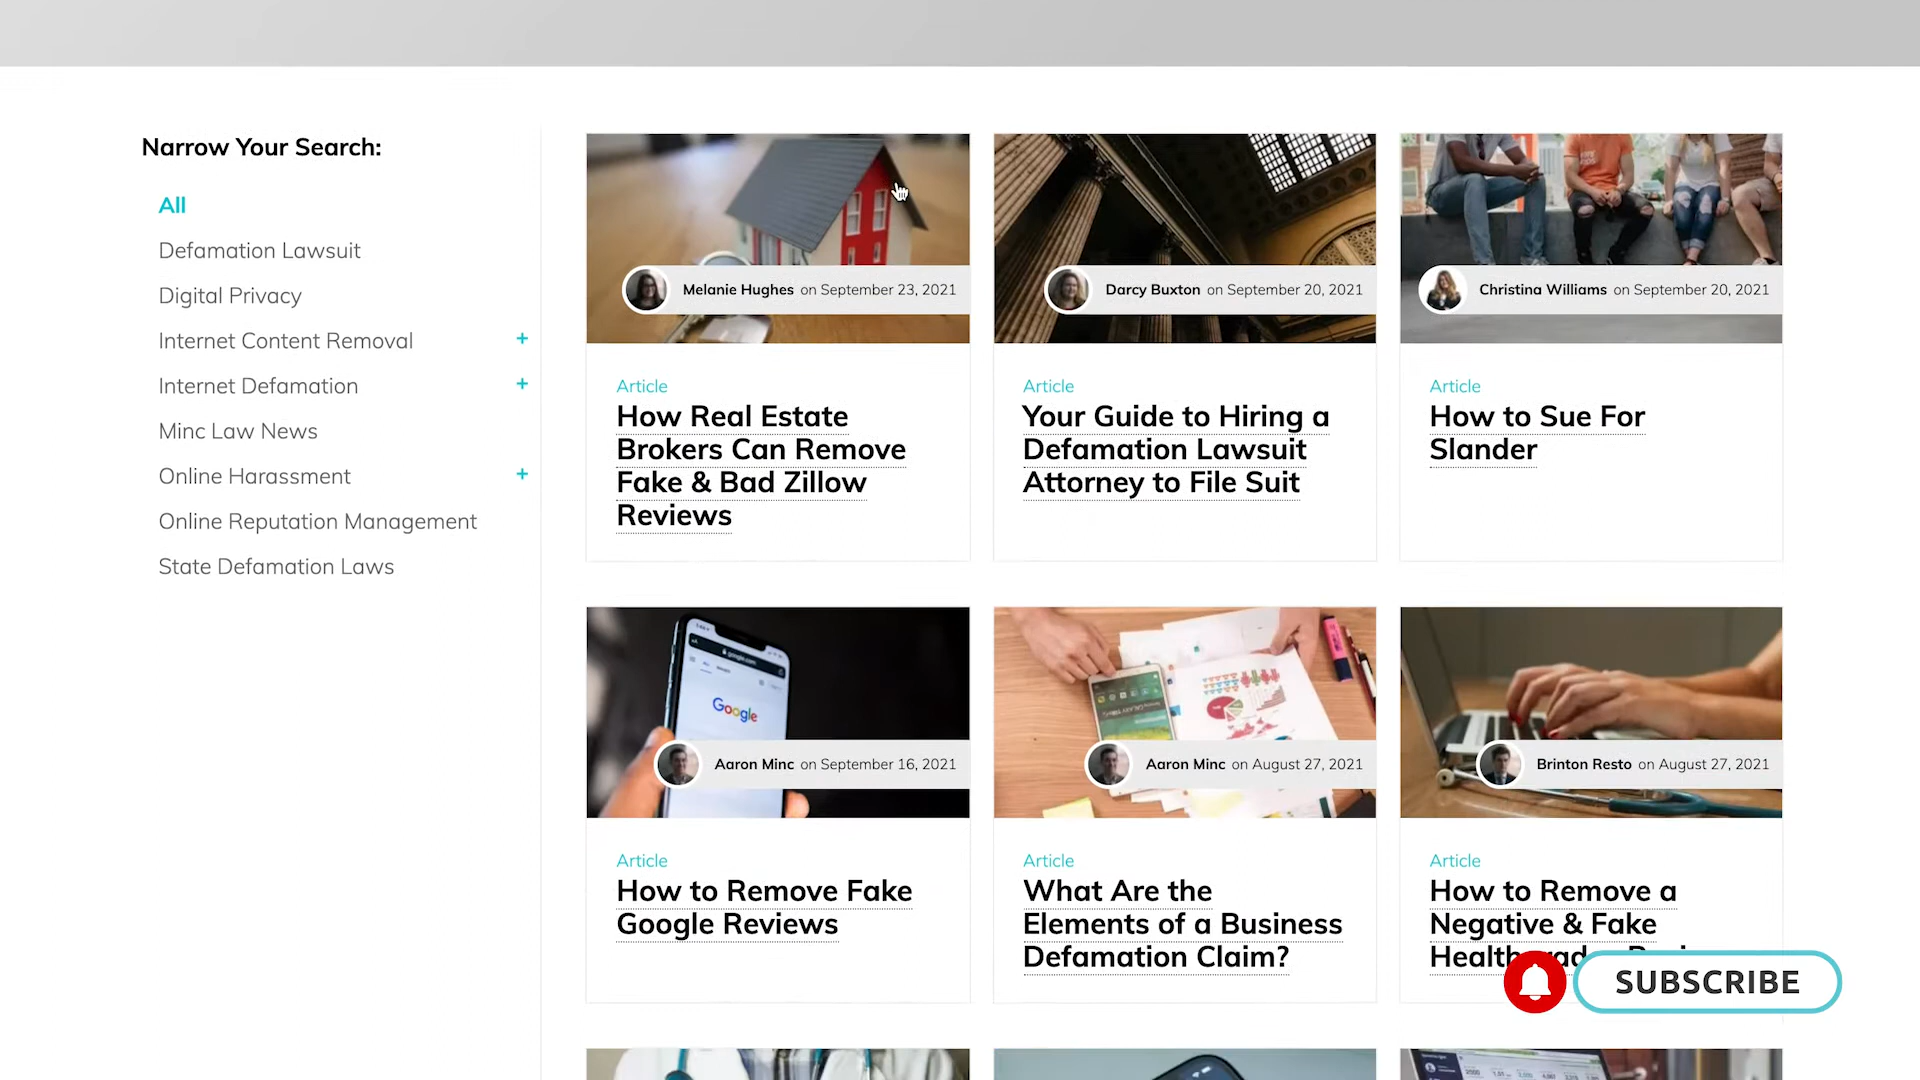 Narrow Your Search:
All
Defamation Lawsuit
Digital Privacy
Internet Content Removal +
Internet Defamation +
Minc Law News
Online Harassment +
Online Reputation Management
State Defamation Laws
Melanie Hughes on September 23, 2021
Article
How Real Estate
Brokers Can Remove
Fake & Bad Zillow
Reviews
Darcy Buxton on September 20, 2021
Article
Your Guide to Hiring a
Defamation Lawsuit
Attorney to File Suit
Christina Williams on September 20, 2021
Article
How to Sue For
Slander
google.com
Google
Aaron Minc on September 16, 2021
Article
How to Remove Fake
Google Reviews
Aaron Minc on August 27, 2021
Article
What Are the
Elements of a Business
Defamation Claim?
Brinton Resto on August 27, 2021
Article
How to Remove a
Negative & Fake
SUBSCRIBE